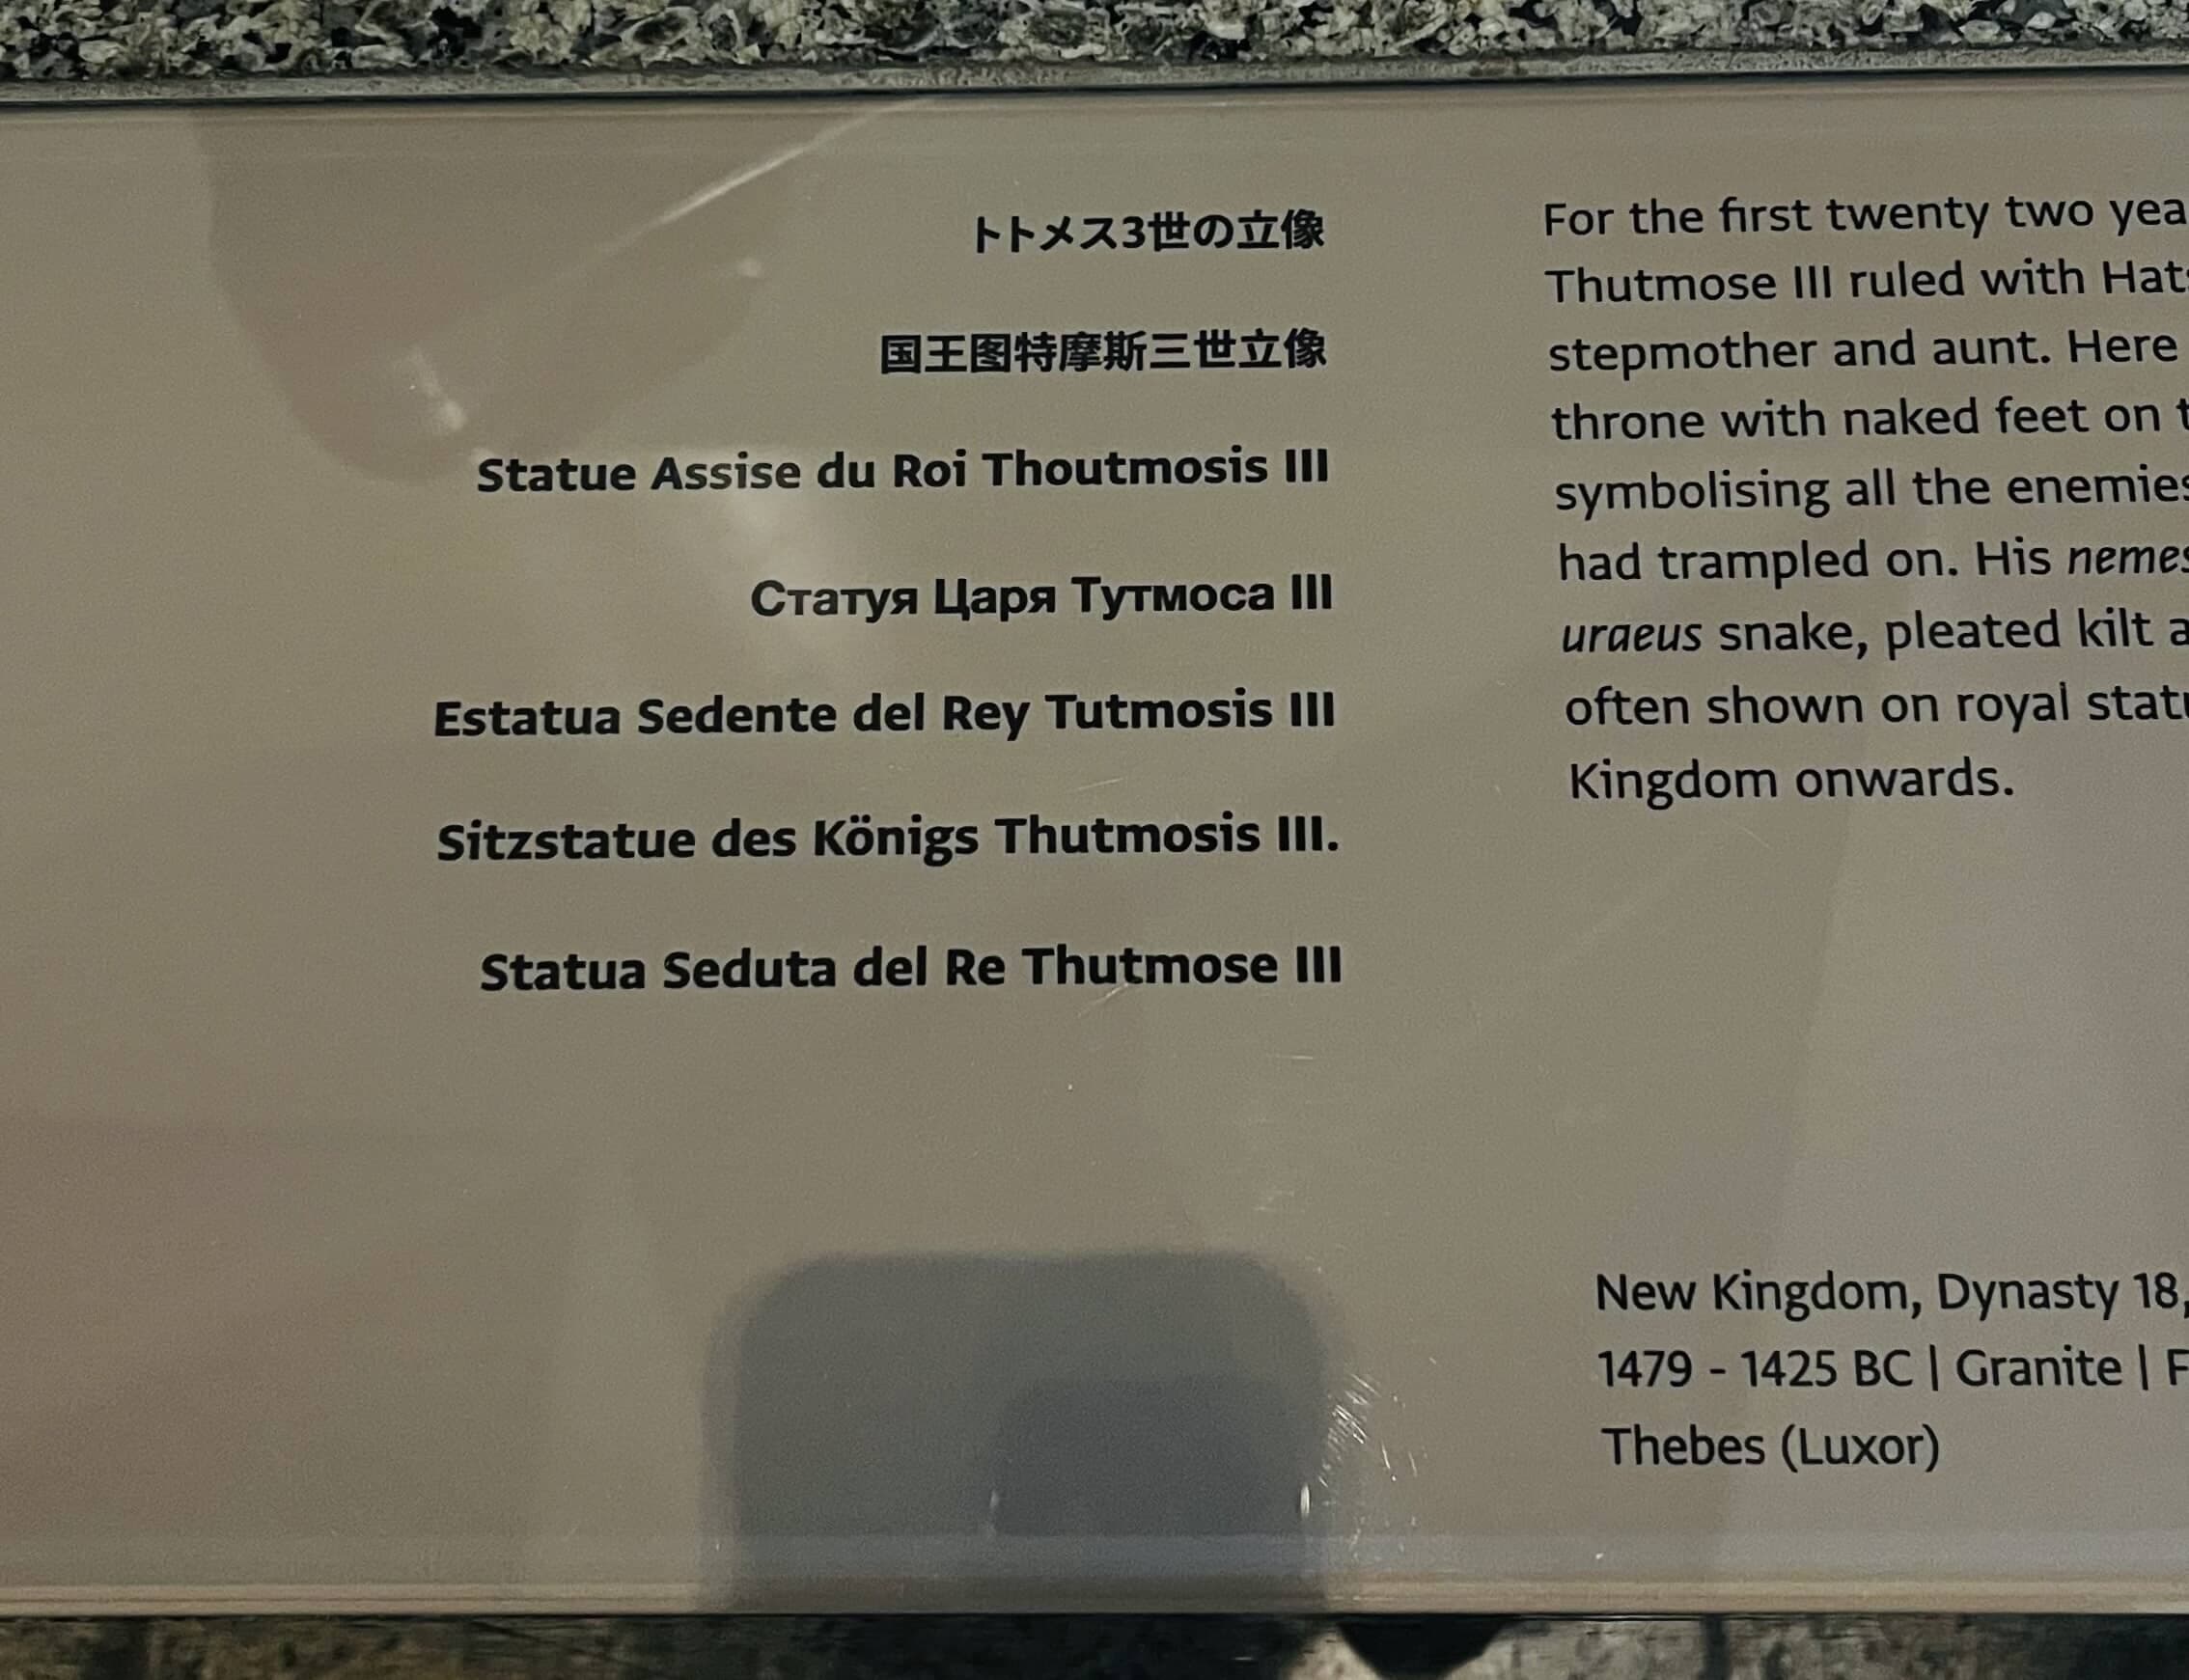 トトメス3世の立像
国王图特摩斯三世立像
Statue Assise du Roi Thoutmosis III
Статуя Царя Тутмоса III
Estatua Sedente del Rey Tutmosis III
Sitzstatue des Königs Thutmosis III.
Statua Seduta del Re Thutmose III
For the first twenty two
Thutmose III ruled with
stepmother and aunt. Here
throne with naked feet on
symbolising all the
had trampled on. His
uraeus snake, pleated kilt
often shown on royal
Kingdom onwards.
New Kingdom, Dynasty 18,
1479 - 1425 BC | Granite |
Thebes (Luxor)